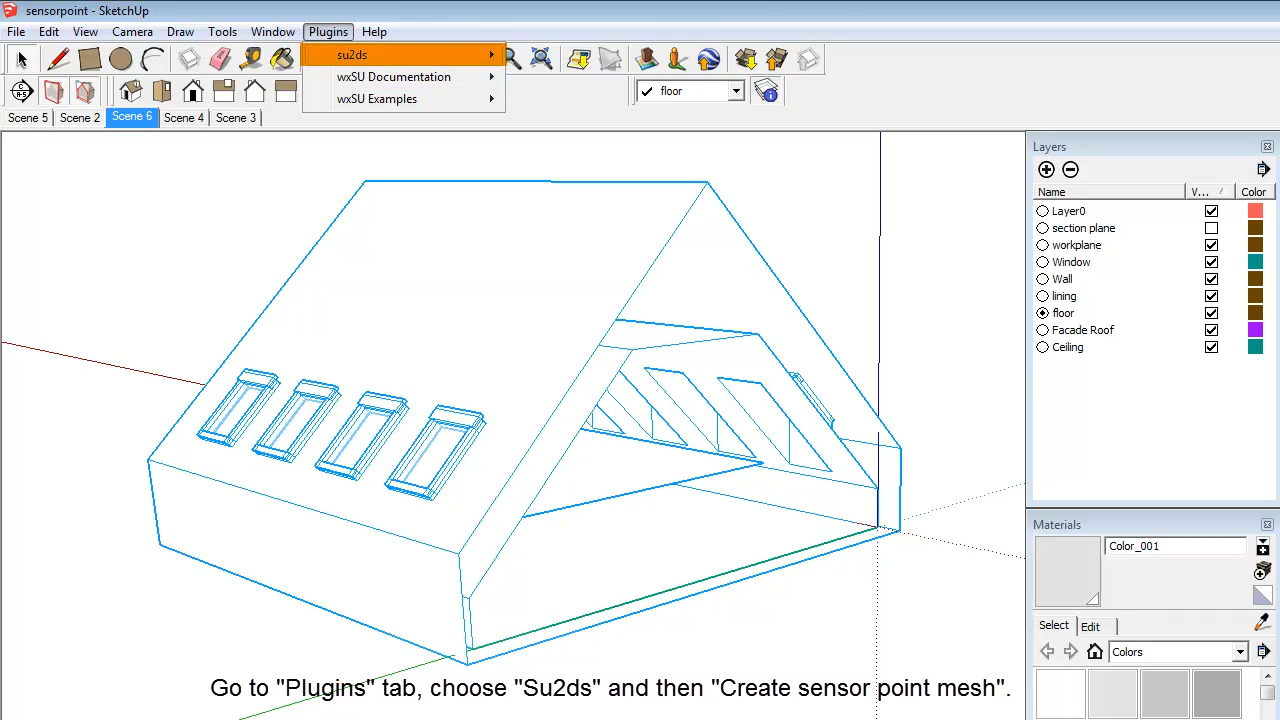 sensorpoint - SketchUp
File Edit View Camera Draw Tools Window Plugins Help
su2ds
wxSU Documentation
wxSU Examples
floor
Scene 5 Scene 2 Scene 6 Scene 4 Scene 3
Layers
Name V... Color
Layer0
section plane
workplane
Window
Wall
lining
floor
Facade Roof
Ceiling
Materials
Color_001
Select Edit
Colors
Go to "Plugins" tab, choose "Su2ds" and then "Create sensor point mesh".